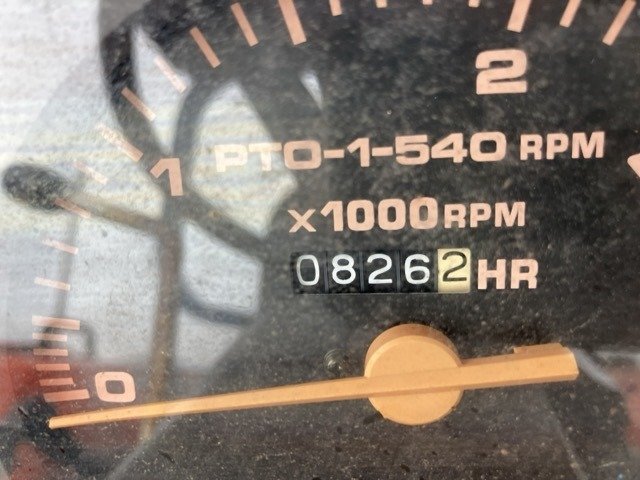 2
PTO-1-540 RPM
1
x1000RPM
08262 HR
0